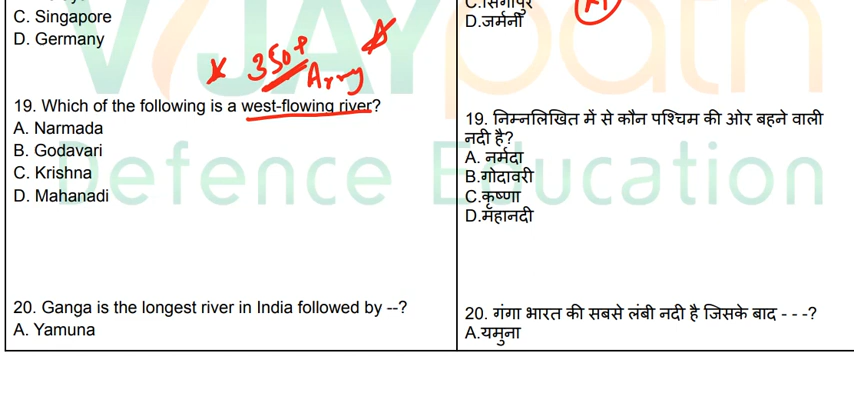 C. Singapore
D. Germany
D.जर्मनी
350+
Army
19. Which of the following is a west-flowing river?
A. Narmada
B. Godavari
C. Krishna
D. Mahanadi
19. निम्नलिखित में से कौन पश्चिम की ओर बहने वाली
नदी है?
A. नर्मदा
B.गोदावरी
C.कृष्णा
D.महानदी
Defence Education
20. Ganga is the longest river in India followed by --?
A. Yamuna
20. गंगा भारत की सबसे लंबी नदी है जिसके बाद - - -?
A.यमुना